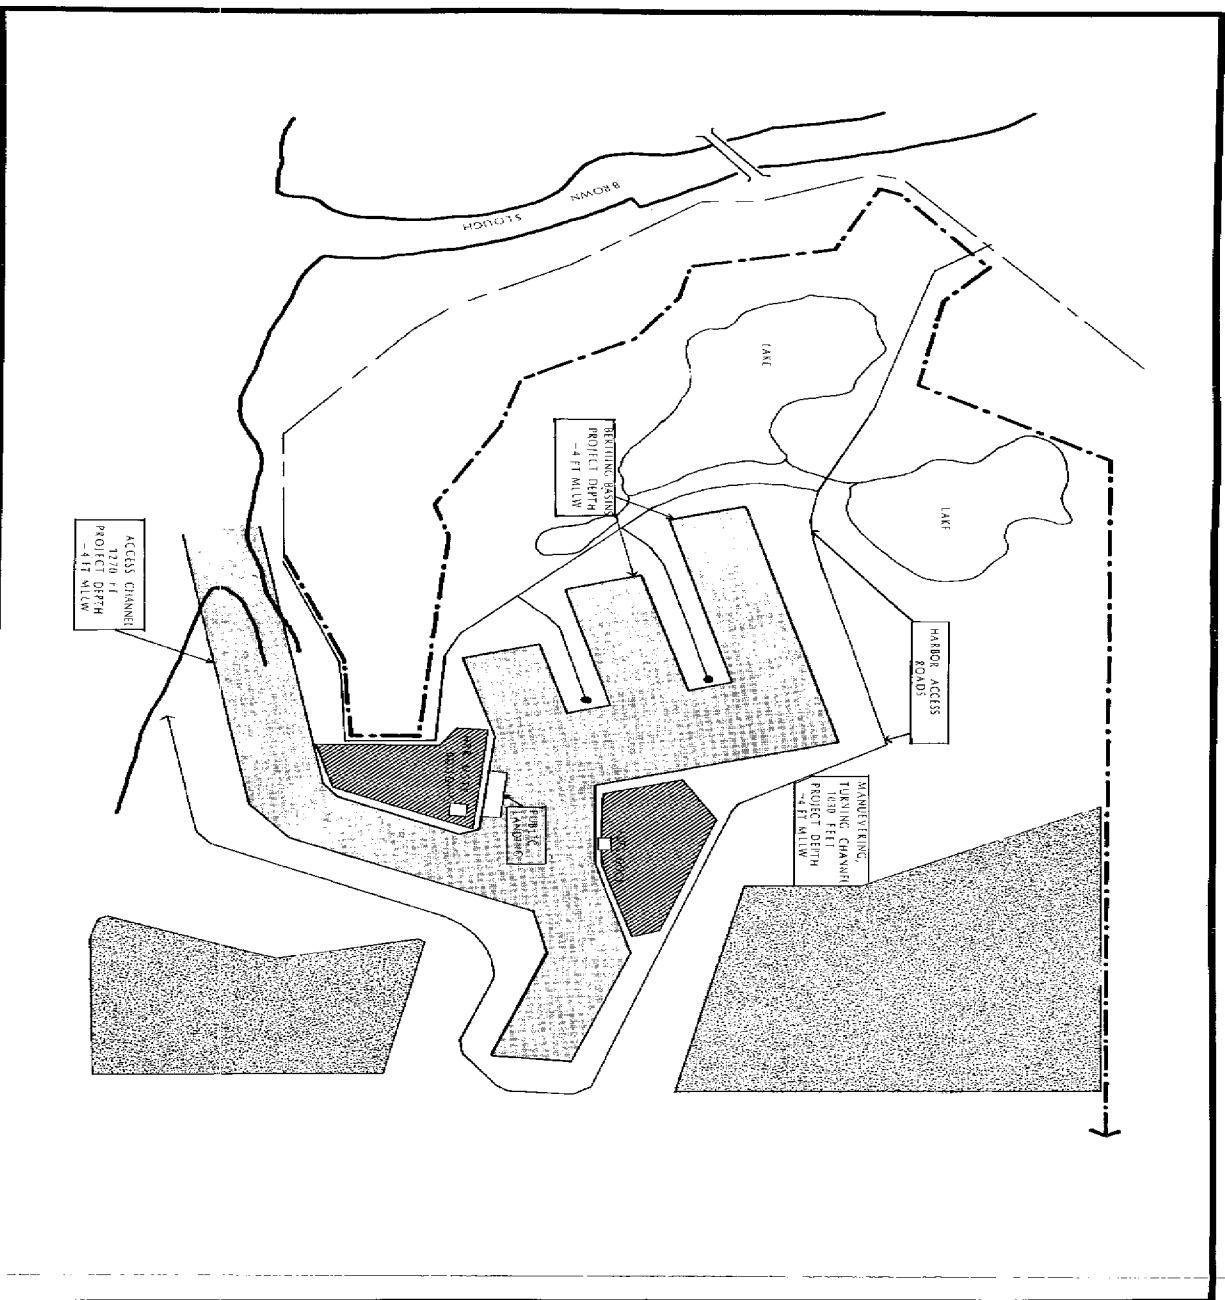 BROWN
SLOUGH
LAKE
LAKE
BERTHING BASINS
PROJECT DEPTH
-4 FT MLLW
HARBOR ACCESS
ROADS
ACCESS CHANNEL
1270 FT
PROJECT DEPTH
-4 FT MLLW
MANUEVERING,
TURNING CHANNEL
1030 FEET
PROJECT DEPTH
-4 FT MLLW
PUBLIC
LANDING